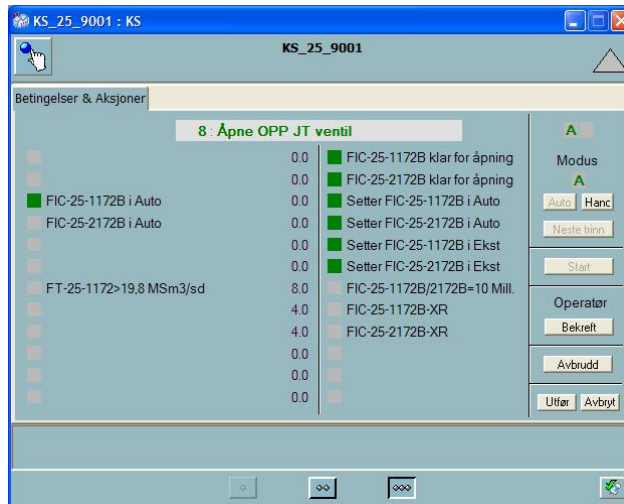 KS_25_9001 : KS
KS_25_9001
Betingelser & Aksjoner
8 : Åpne OPP JT ventil
A
0.0 FIC-25-1172B klar for åpning
Modus
0.0 FIC-25-2172B klar for åpning
A
FIC-25-1172B i Auto 0.0 Setter FIC-25-1172B i Auto
Auto Hanc
FIC-25-2172B i Auto 0.0 Setter FIC-25-2172B i Auto
Neste trinn
0.0 Setter FIC-25-1172B i Ekst
0.0 Setter FIC-25-2172B i Ekst
Start
FT-25-1172>19,8 MSm3/sd 8.0 FIC-25-1172B/2172B=10 Mill.
Operatør
4.0 FIC-25-1172B-XR
Bekreft
4.0 FIC-25-2172B-XR
0.0
Avbrudd
0.0
0.0
Utfør Avbryt